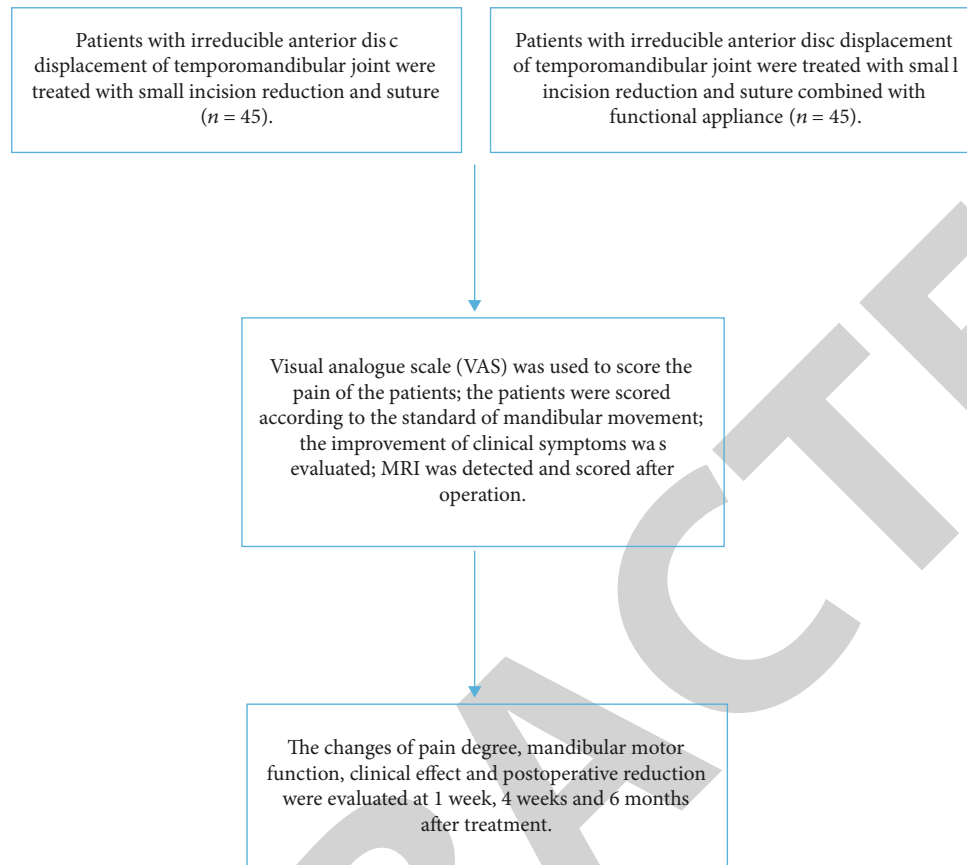 Patients with irreducible anterior disc
displacement of temporomandibular joint were
treated with small incision reduction and suture
(n = 45).
Patients with irreducible anterior disc displacement
of temporomandibular joint were treated with small
incision reduction and suture combined with
functional appliance (n = 45).
Visual analogue scale (VAS) was used to score the
pain of the patients; the patients were scored
according to the standard of mandibular movement;
the improvement of clinical symptoms was
evaluated; MRI was detected and scored after
operation.
The changes of pain degree, mandibular motor
function, clinical effect and postoperative reduction
were evaluated at 1 week, 4 weeks and 6 months
after treatment.
RACTE